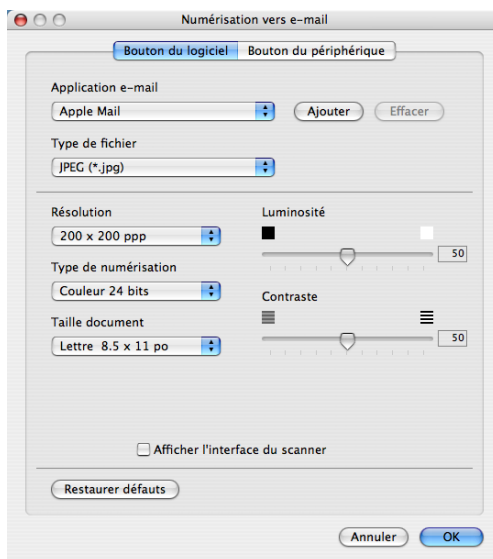 Numérisation vers e-mail
Bouton du logiciel Bouton du périphérique
Application e-mail
Apple Mail Ajouter Effacer
Type de fichier
JPEG (*.jpg)
Résolution Luminosité
200 x 200 ppp
50
Type de numérisation
Couleur 24 bits
Contraste
Taille document
Lettre 8.5 x 11 po 50
Afficher l'interface du scanner
Restaurer défauts
Annuler OK